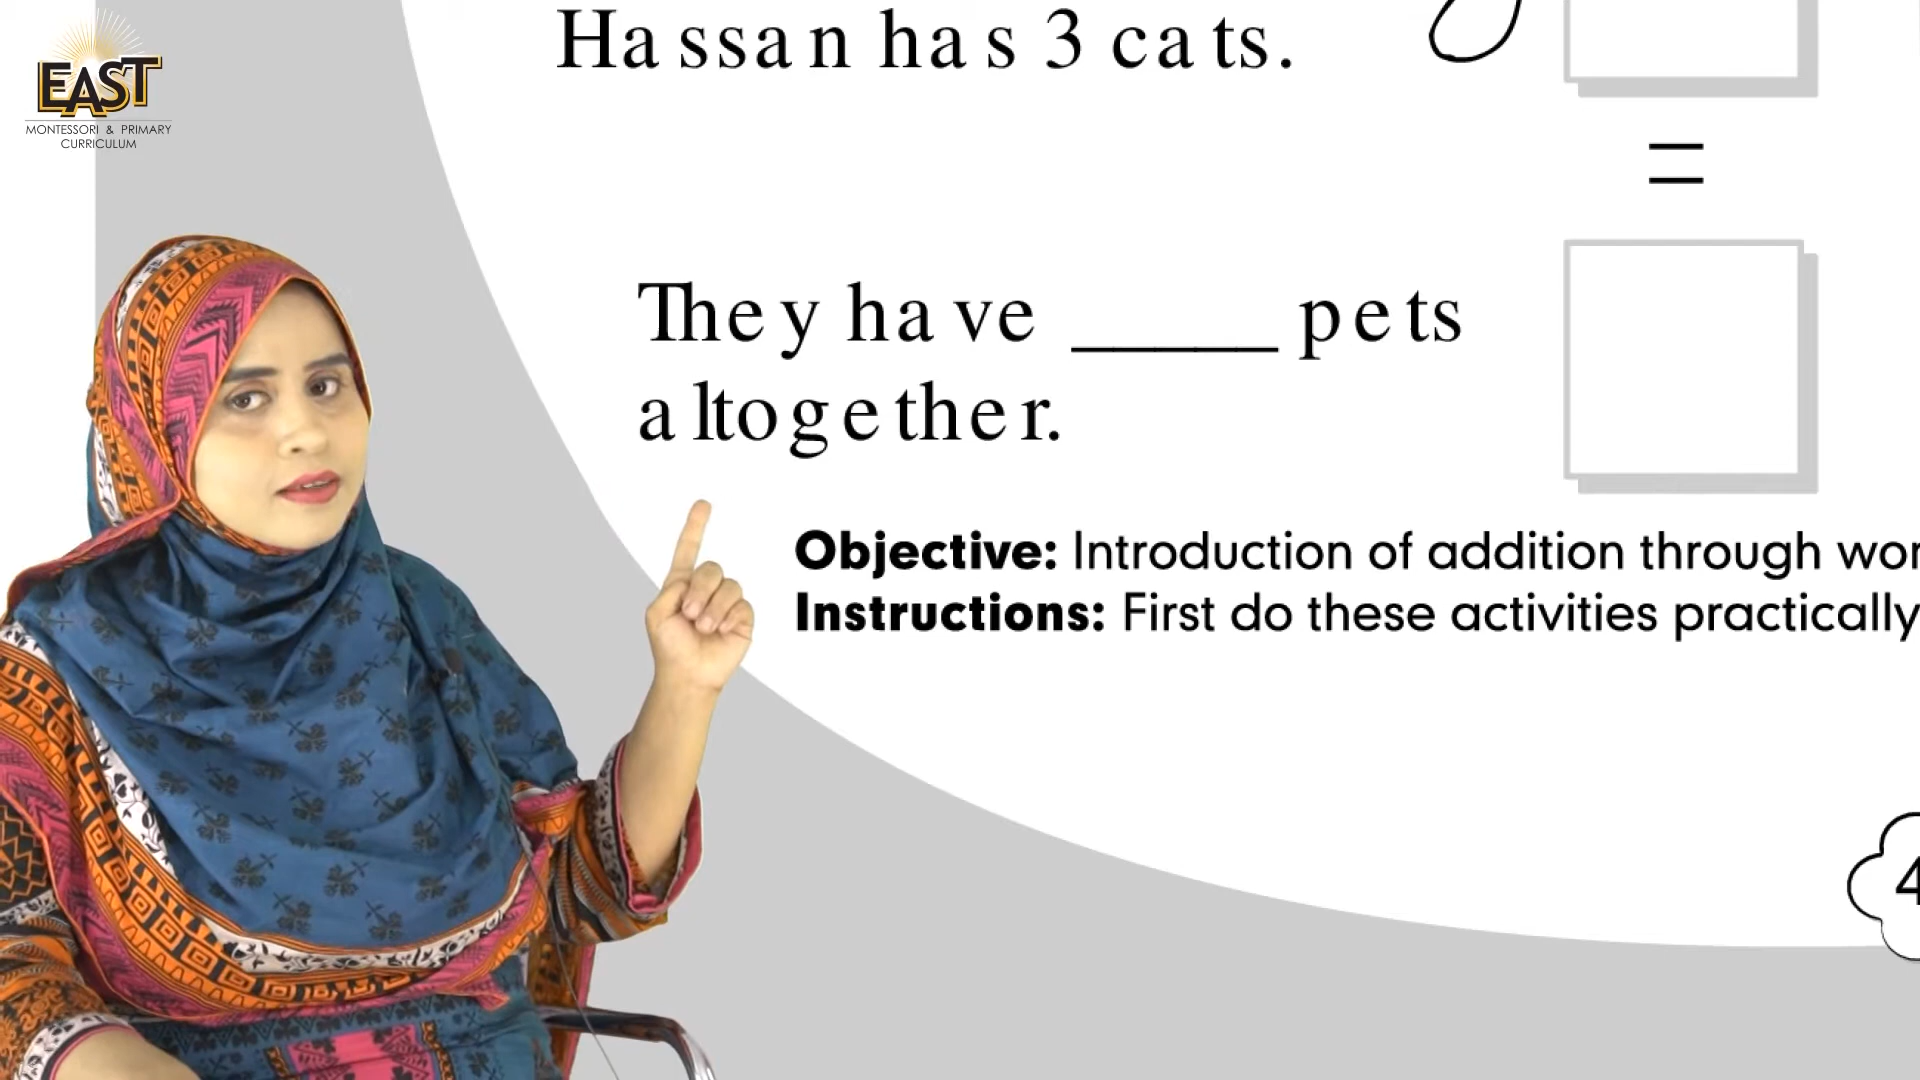 EAST
MONTESSORI & PRIMARY
CURRICULUM
Hassan has 3 cats.
=
They have _____ pets
altogether.
Objective: Introduction of addition through
Instructions: First do these activities practically
4